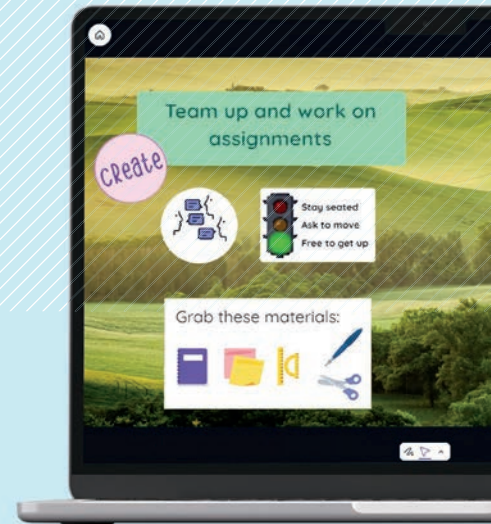 Team up and work on
assignments
CReate
Stay seated
Ask to move
Free to get up
Grab these materials: